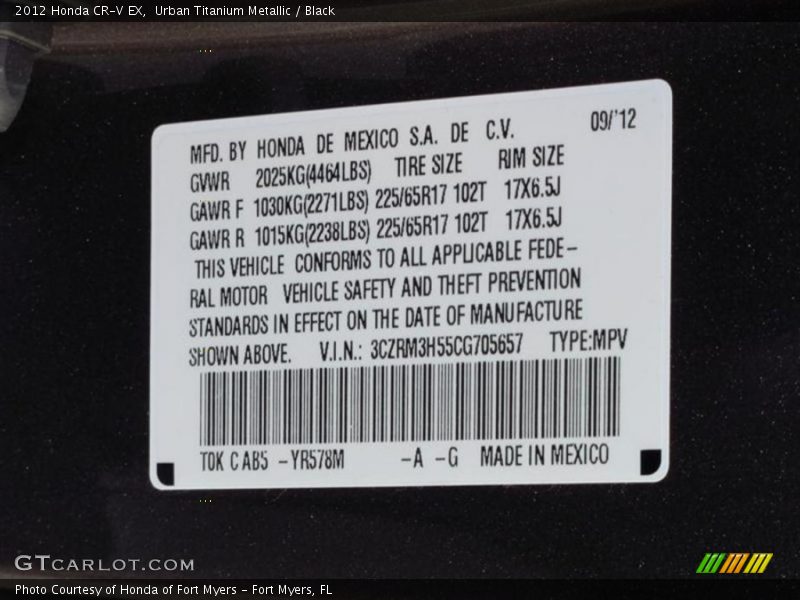 2012 Honda CR-V EX,  Urban Titanium Metallic / Black
MFD. BY HONDA DE MEXICO S.A. DE C.V. 09/'12
GVWR 2025KG(4464LBS) TIRE SIZE RIM SIZE
GAWR F 1030KG(2271LBS) 225/65R17 102T 17X6.5J
GAWR R 1015KG(2238LBS) 225/65R17 102T 17X6.5J
THIS VEHICLE CONFORMS TO ALL APPLICABLE FEDE-
RAL MOTOR VEHICLE SAFETY AND THEFT PREVENTION
STANDARDS IN EFFECT ON THE DATE OF MANUFACTURE
SHOWN ABOVE. V.I.N.: 3CZRM3H55CG705657 TYPE:MPV
T0K C AB5 -YR578M -A -G MADE IN MEXICO
GTCARLOT.COM
Photo Courtesy of Honda of Fort Myers - Fort Myers, FL